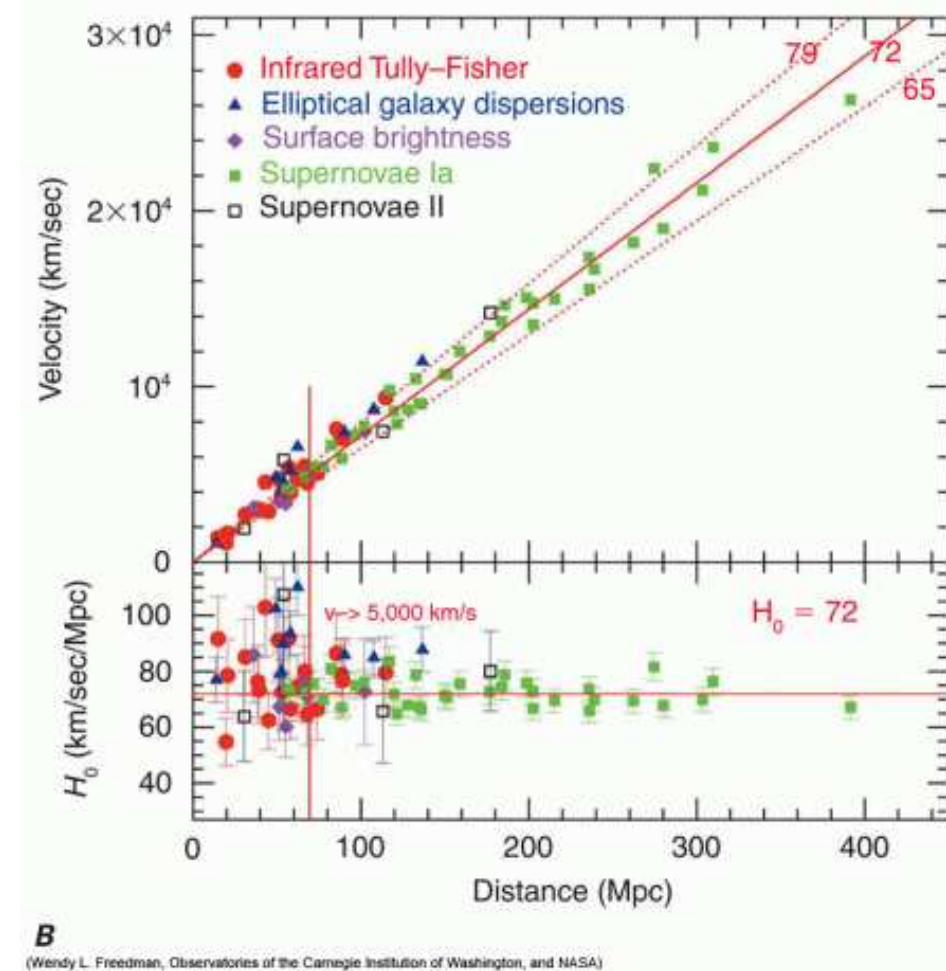 3×10⁴
2×10⁴
10⁴
0
Velocity (km/sec)
Infrared Tully–Fisher
Elliptical galaxy dispersions
Surface brightness
Supernovae Ia
Supernovae II
79
72
65
100
80
60
40
H₀ (km/sec/Mpc)
v-> 5,000 km/s
H₀ = 72
0 100 200 300 400
Distance (Mpc)
B
(Wendy L. Freedman, Observatories of the Carnegie Institution of Washington, and NASA)